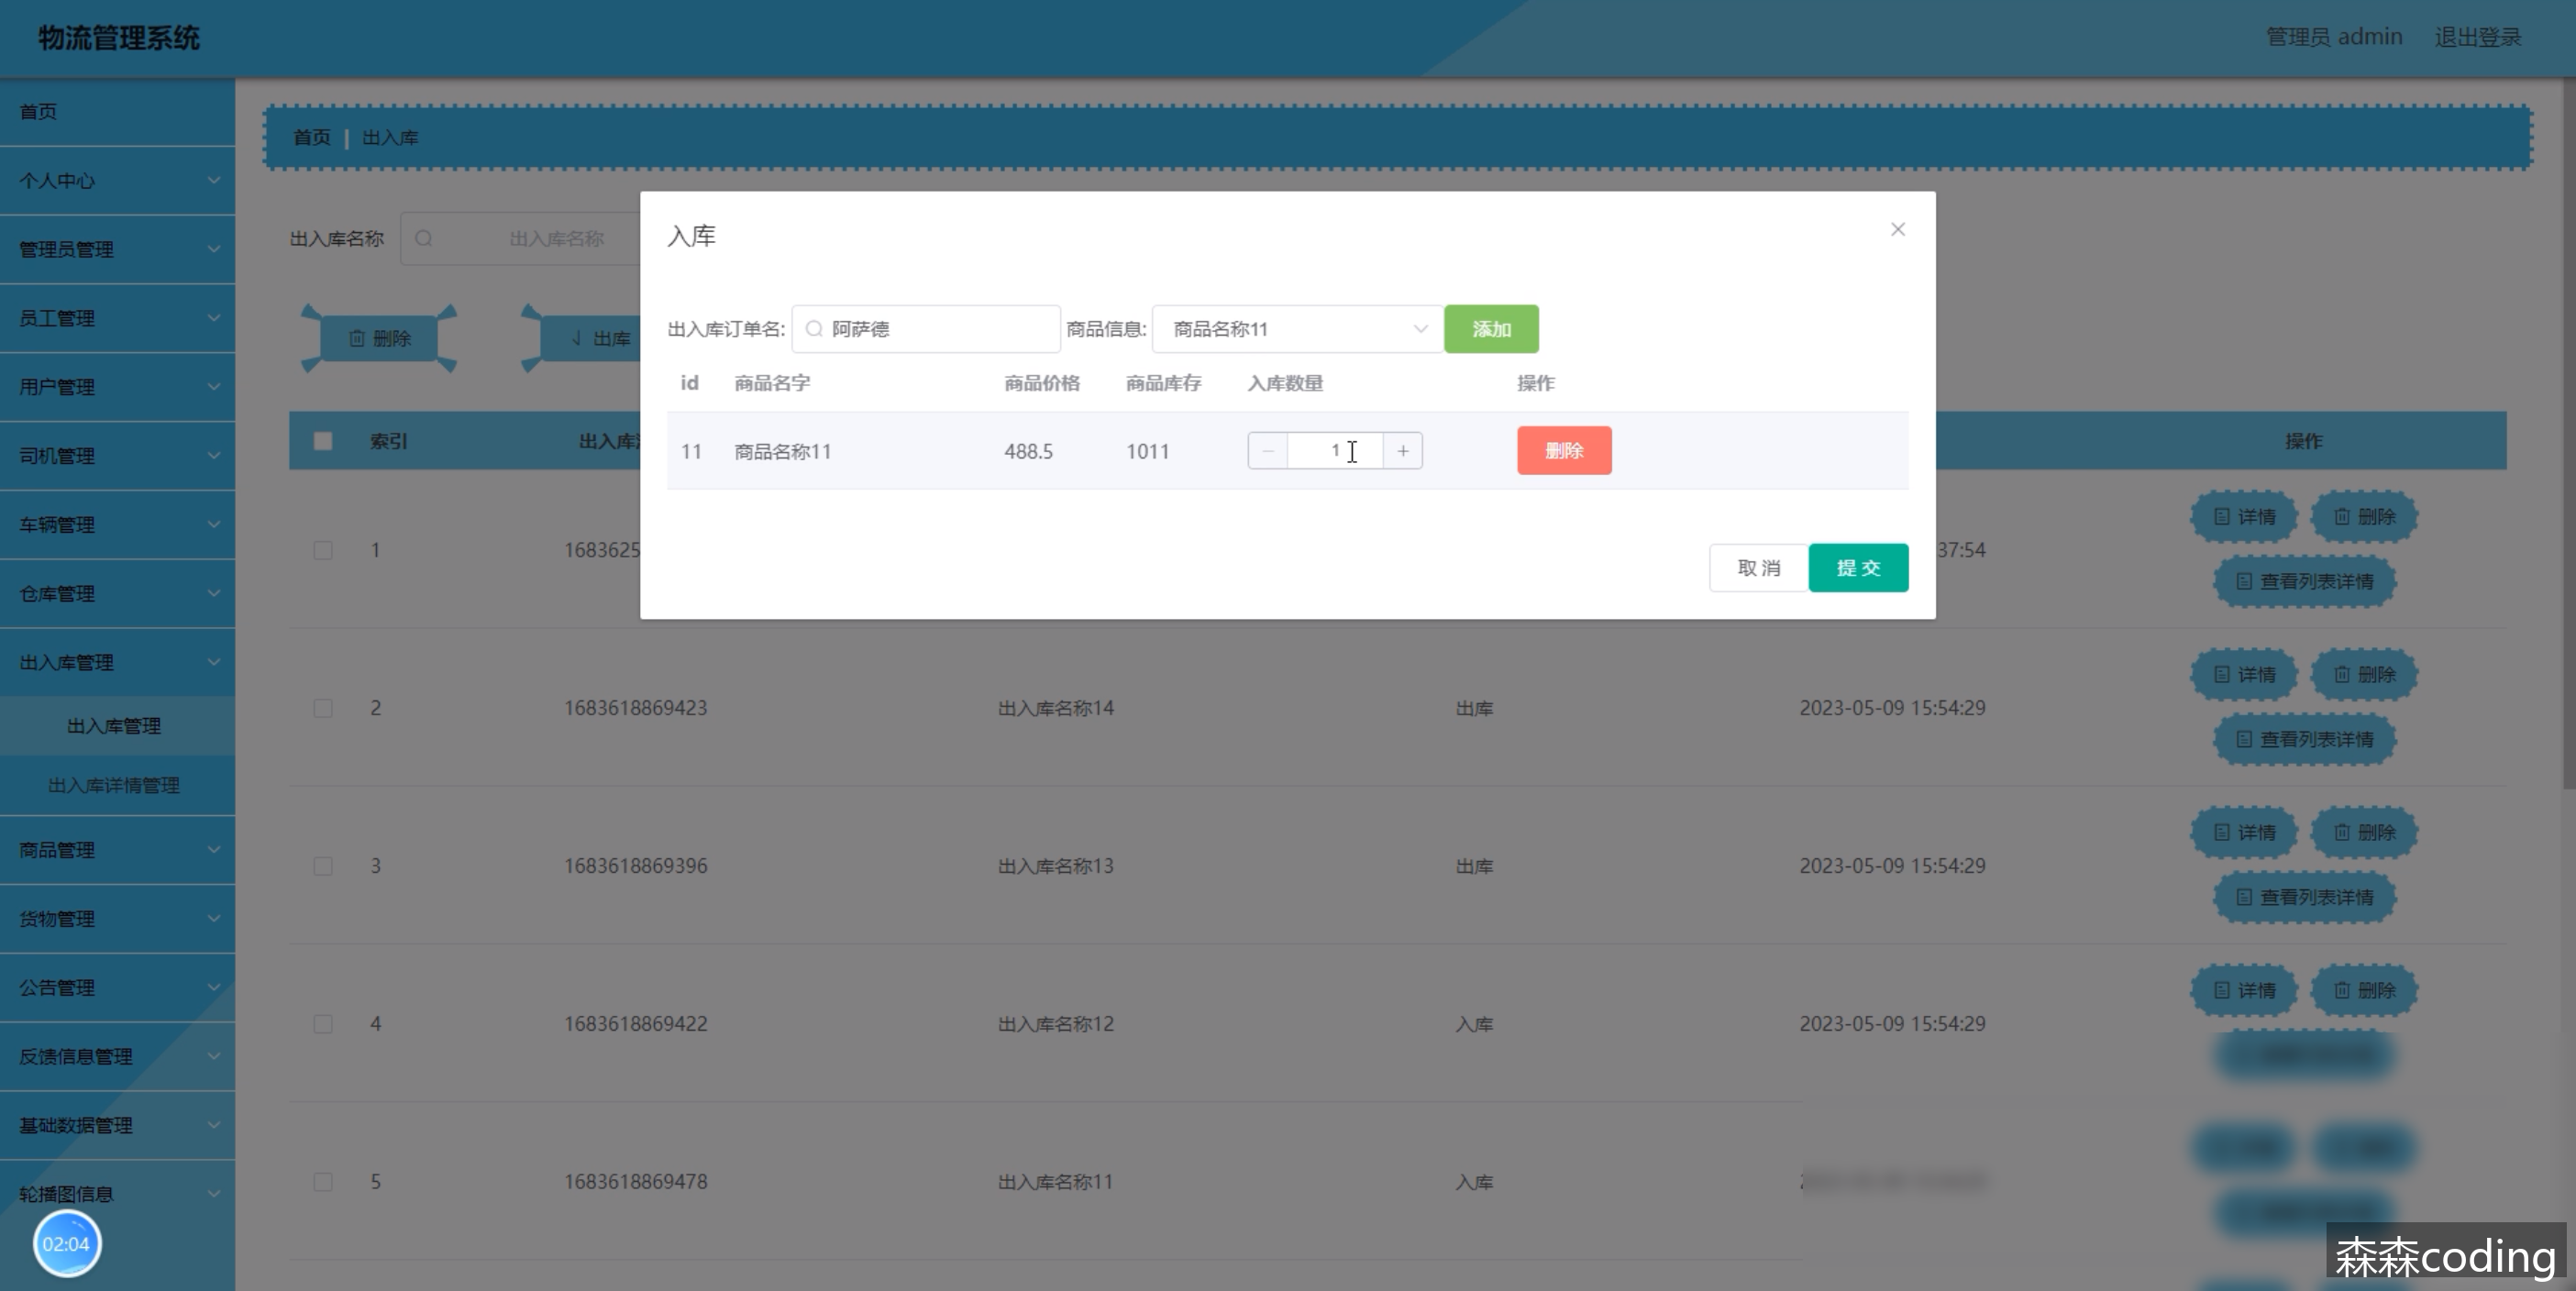 物流管理系统
管理员 admin 退出登录
首页
个人中心
管理员管理
员工管理
用户管理
司机管理
车辆管理
仓库管理
出入库管理
出入库管理
出入库详情管理
商品管理
货物管理
公告管理
反馈信息管理
基础数据管理
轮播图信息
02:04
首页 | 出入库
出入库名称 出入库名称
删除 出库
入库
出入库订单名: 阿萨德 商品信息: 商品名称11 添加
id 商品名字 商品价格 商品库存 入库数量 操作
11 商品名称11 488.5 1011 1 删除
取消 提交
索引 出入库 操作
1 1683625 37:54 详情 删除
查看列表详情
2 1683618869423 出入库名称14 出库 2023-05-09 15:54:29 详情 删除
查看列表详情
3 1683618869396 出入库名称13 出库 2023-05-09 15:54:29 详情 删除
查看列表详情
4 1683618869422 出入库名称12 入库 2023-05-09 15:54:29 详情 删除
5 1683618869478 出入库名称11 入库
森森coding